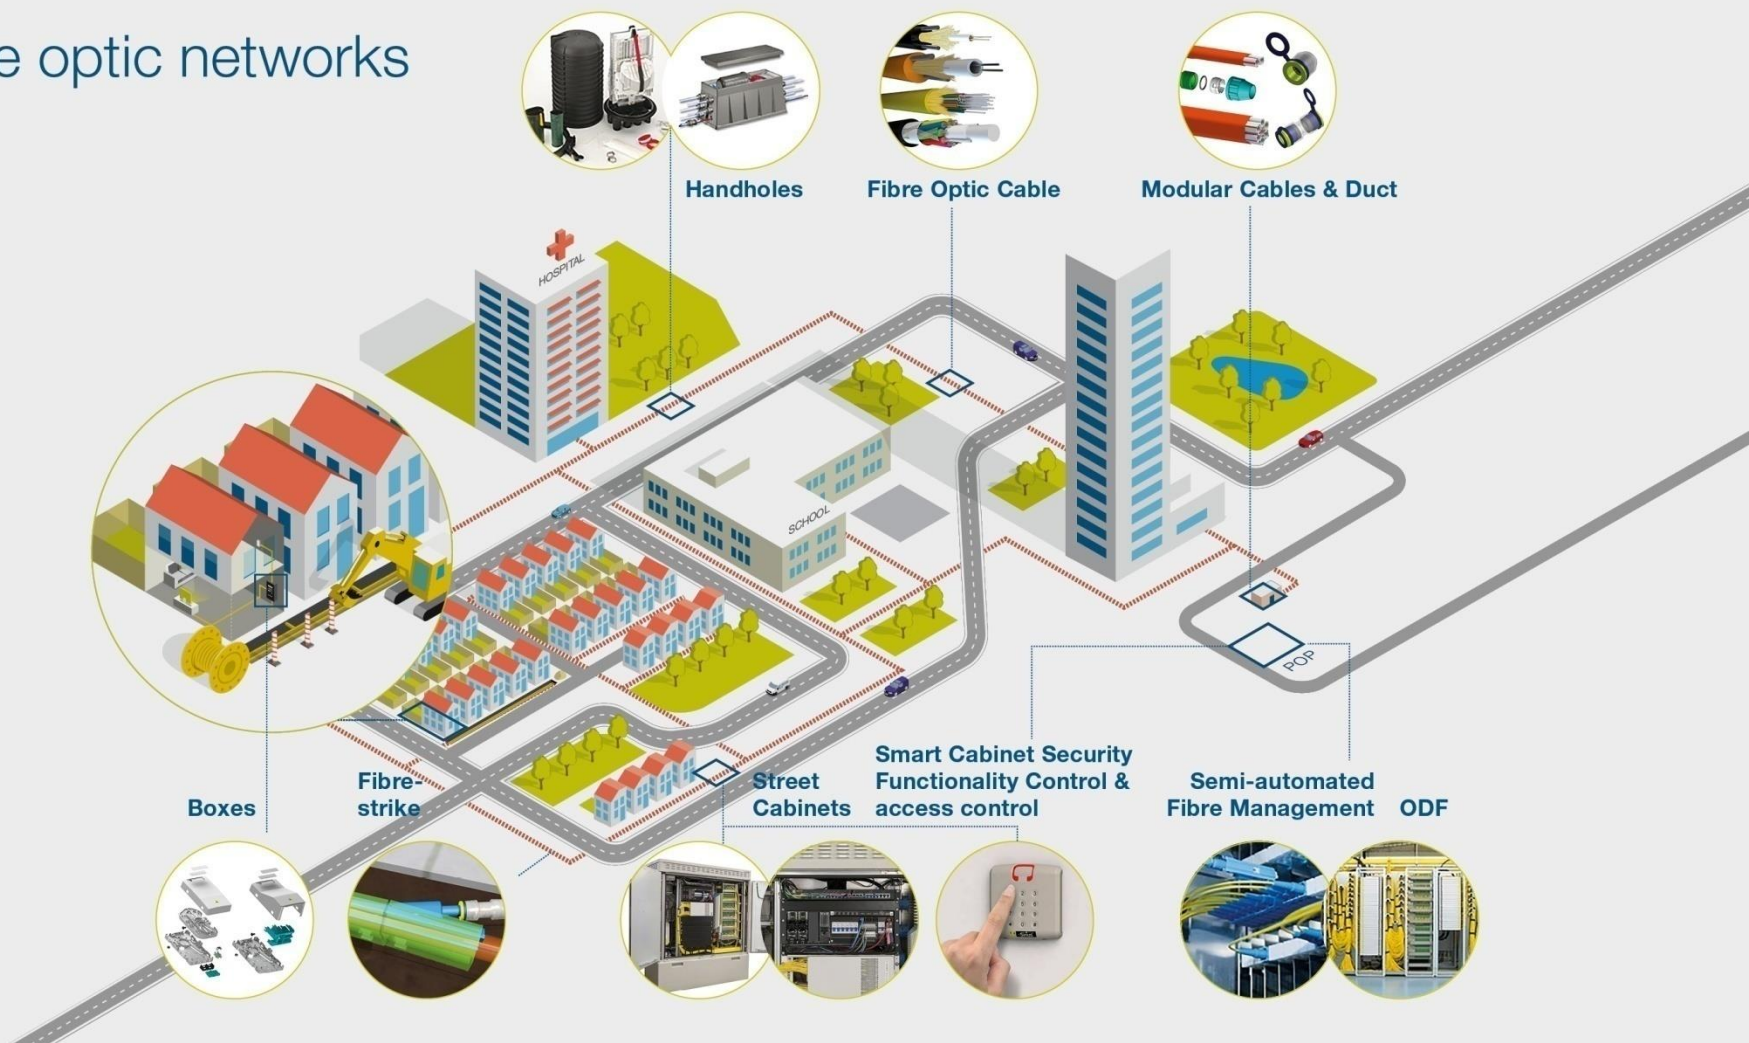 e optic networks
Handholes
Fibre Optic Cable
Modular Cables & Duct
HOSPITAL
SCHOOL
POP
Boxes
Fibre-
strike
Street
Cabinets
Smart Cabinet Security
Functionality Control &
access control
Semi-automated
Fibre Management
ODF